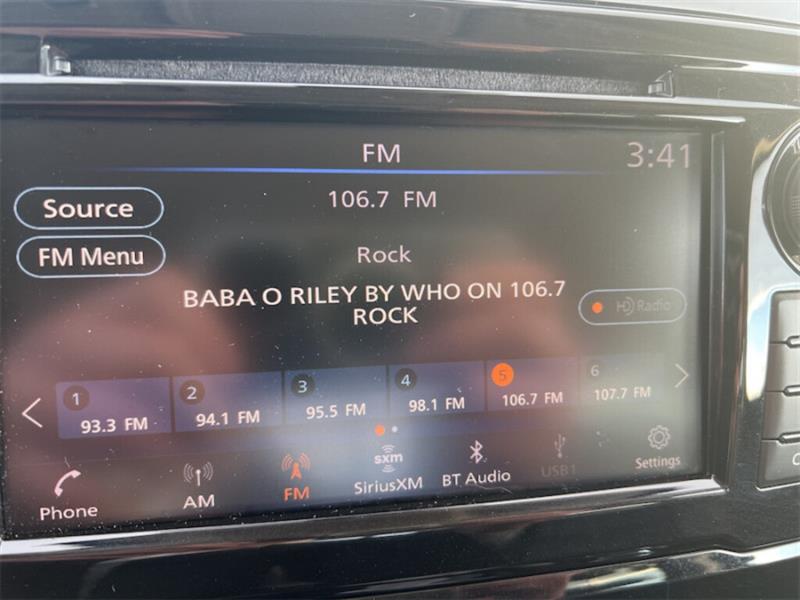 FM
3:41
Source
106.7 FM
FM Menu
Rock
BABA O RILEY BY WHO ON 106.7
ROCK
HD Radio
1
2
3
4
5
6
93.3 FM
94.1 FM
95.5 FM
98.1 FM
106.7 FM
107.7 FM
Phone
AM
FM
sxm
SiriusXM
BT Audio
USB1
Settings